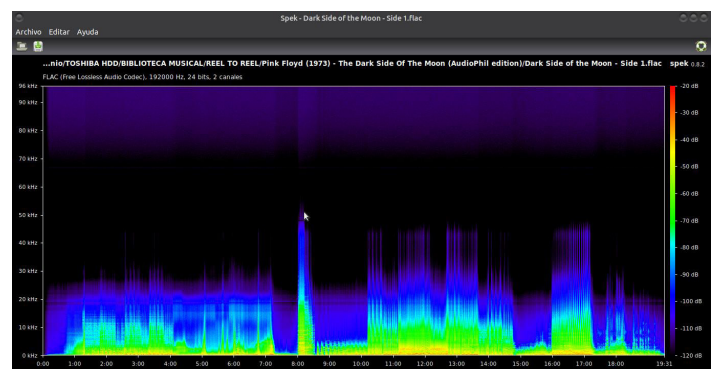 Spek - Dark Side of the Moon - Side 1.flac
Archivo Editar Ayuda
...nio/TOSHIBA HDD/BIBLIOTECA MUSICAL/REEL TO REEL/Pink Floyd (1973) - The Dark Side Of The Moon (AudioPhil edition)/Dark Side of the Moon - Side 1.flac spek 0.8.2
FLAC (Free Lossless Audio Codec), 192000 Hz, 24 bits, 2 canales
96 kHz
90 kHz
80 kHz
70 kHz
60 kHz
50 kHz
40 kHz
30 kHz
20 kHz
10 kHz
0 kHz
-20 dB
-30 dB
-40 dB
-50 dB
-60 dB
-70 dB
-80 dB
-90 dB
-100 dB
-110 dB
-120 dB
0:00 1:00 2:00 3:00 4:00 5:00 6:00 7:00 8:00 9:00 10:00 11:00 12:00 13:00 14:00 15:00 16:00 17:00 18:00 19:31